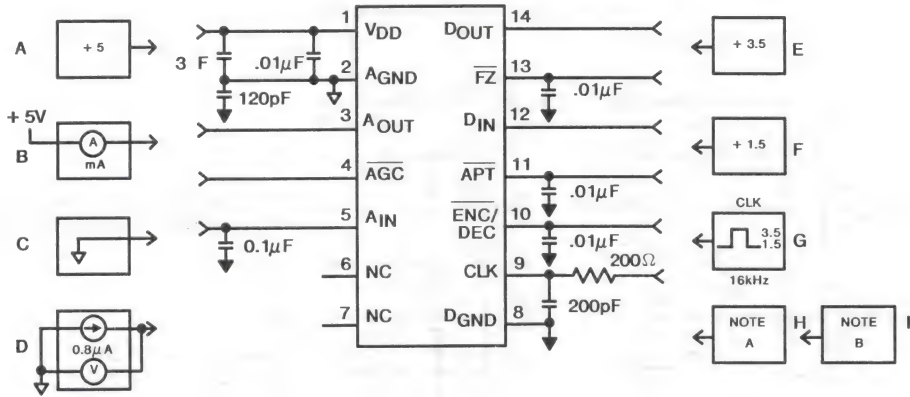 A
+ 5
+ 5V
B
A
mA
C
D
0.8μA
V
3 F
.01μF
120pF
0.1μF
1
2
3
4
5
6
7
VDD
AGND
AOUT
AGC
AIN
NC
NC
DOUT
FZ
DIN
APT
ENC/
DEC
CLK
DGND
14
13
12
11
10
9
8
.01μF
.01μF
.01μF
200Ω
200pF
+ 3.5
E
+ 1.5
F
CLK
3.5
1.5
G
16kHz
NOTE
A
H
NOTE
B